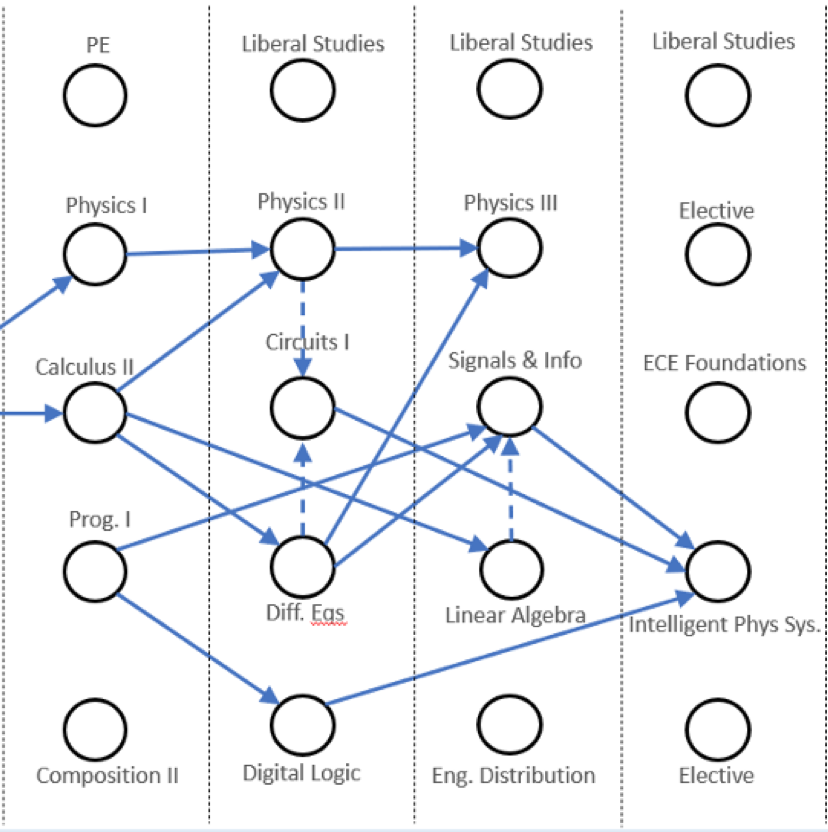 PE
Liberal Studies
Liberal Studies
Liberal Studies
Physics I
Physics II
Physics III
Elective
Calculus II
Circuits I
Signals & Info
ECE Foundations
Prog. I
Diff. Eqs
Linear Algebra
Intelligent Phys Sys.
Composition II
Digital Logic
Eng. Distribution
Elective